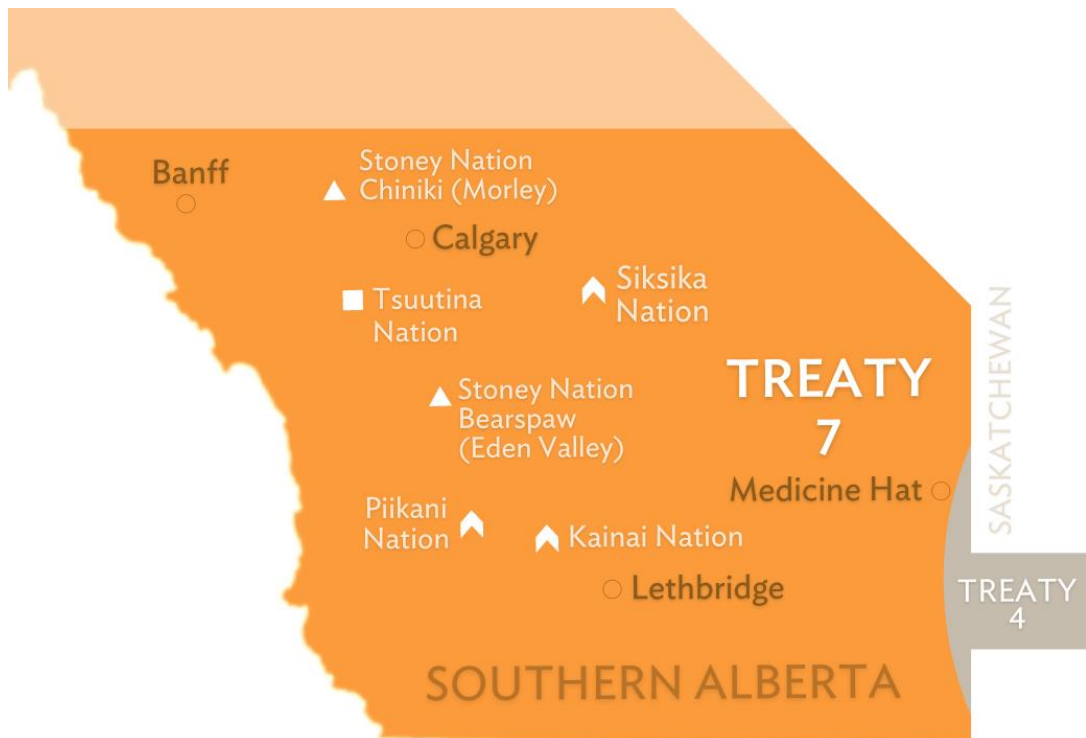 Banff
Stoney Nation
Chiniki (Morley)
Calgary
Tsuutina
Nation
Siksika
Nation
Stoney Nation
Bearspaw
(Eden Valley)
TREATY
7
Medicine Hat
SASKATCHEWAN
Piikani
Nation
Kainai Nation
Lethbridge
TREATY
4
SOUTHERN ALBERTA